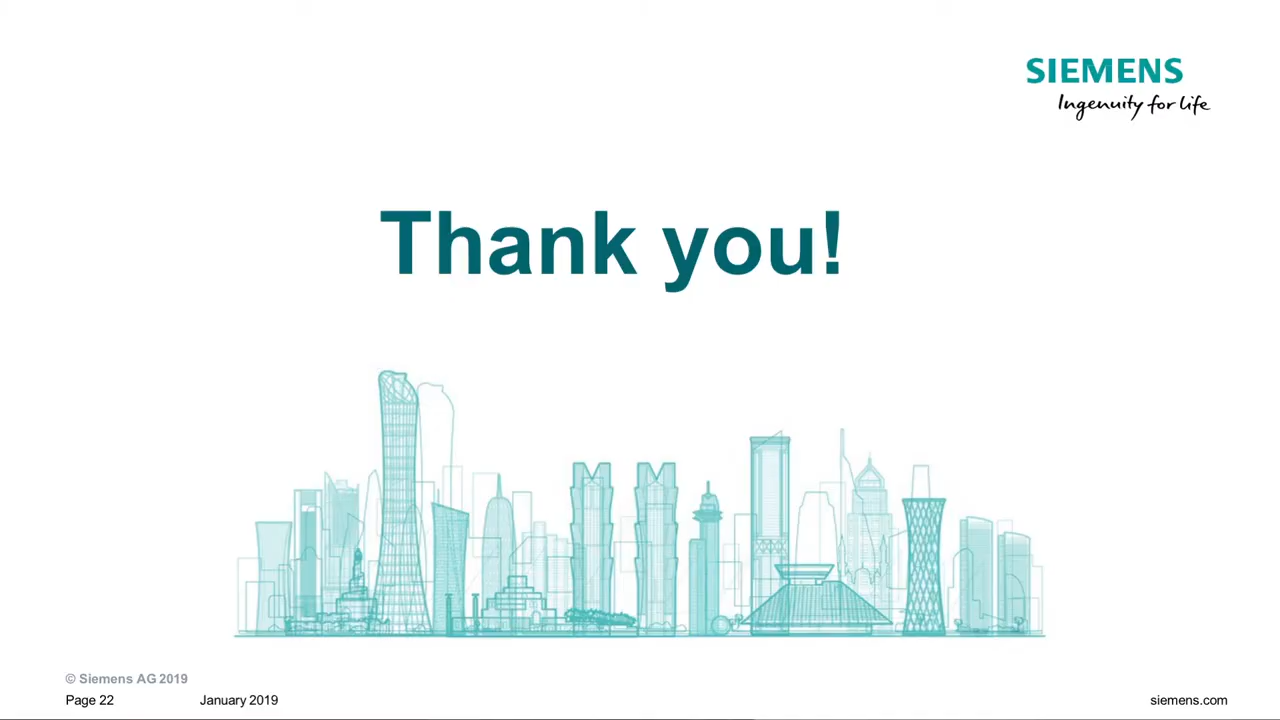 SIEMENS
Ingenuity for life
Thank you!
© Siemens AG 2019
Page 22 January 2019 siemens.com